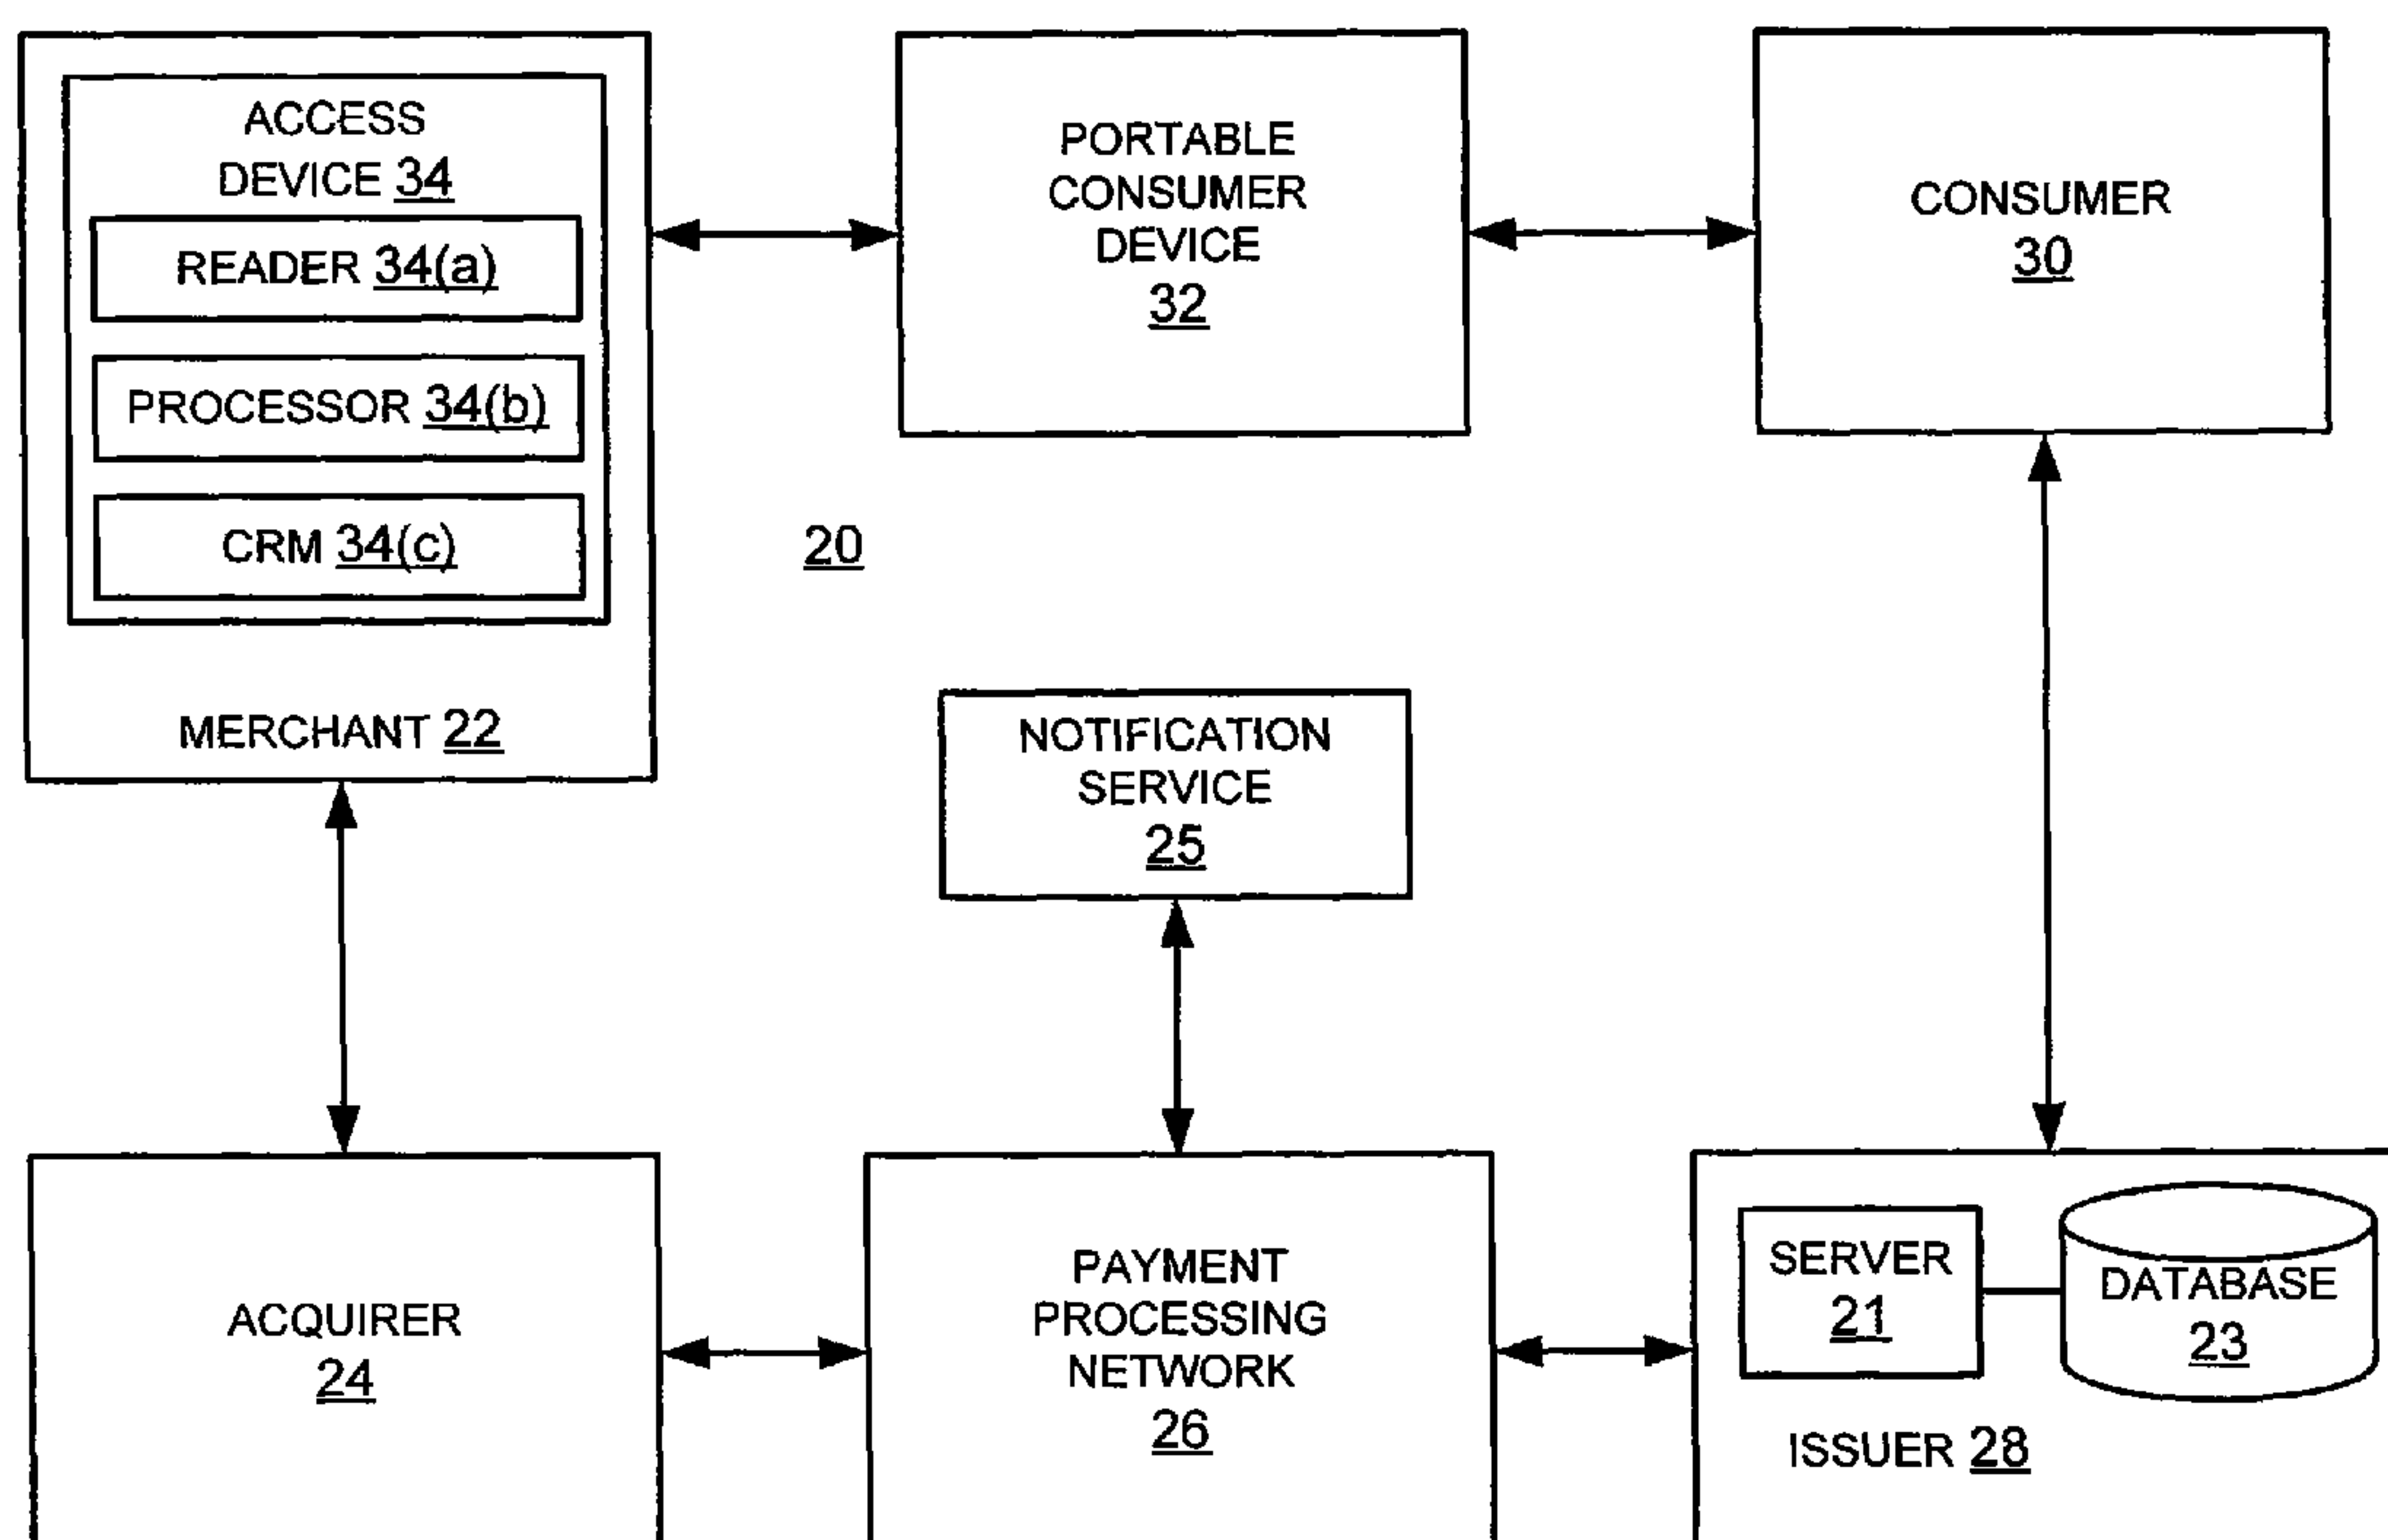 ACCESS
DEVICE 34
READER 34(a)
PROCESSOR 34(b)
CRM 34(c)
MERCHANT 22
PORTABLE
CONSUMER
DEVICE
32
CONSUMER
30
20
NOTIFICATION
SERVICE
25
ACQUIRER
24
PAYMENT
PROCESSING
NETWORK
26
SERVER
21
DATABASE
23
ISSUER 28